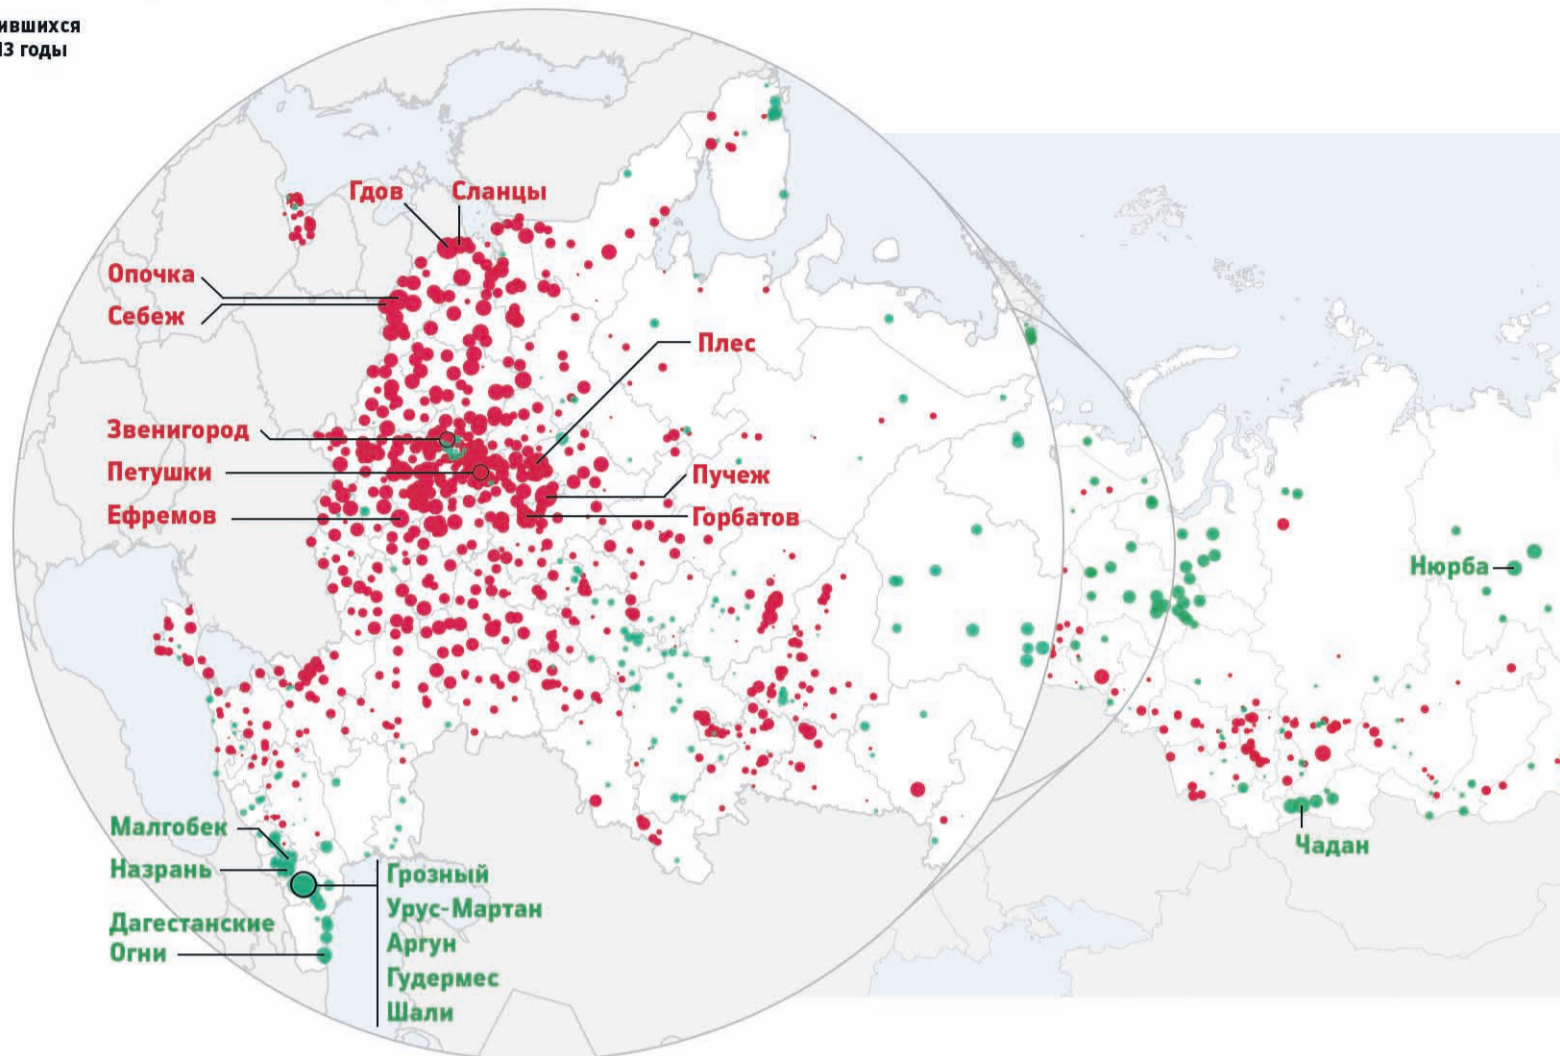 13 годы
Гдов
Сланцы
Опочка
Себеж
Плес
Звенигород
Петушки
Пучеж
Ефремов
Горбатов
Нюрба
Малгобек
Чадан
Назрань
Грозный
Урус-Мартан
Дагестанские
Огни
Аргун
Гудермес
Шали